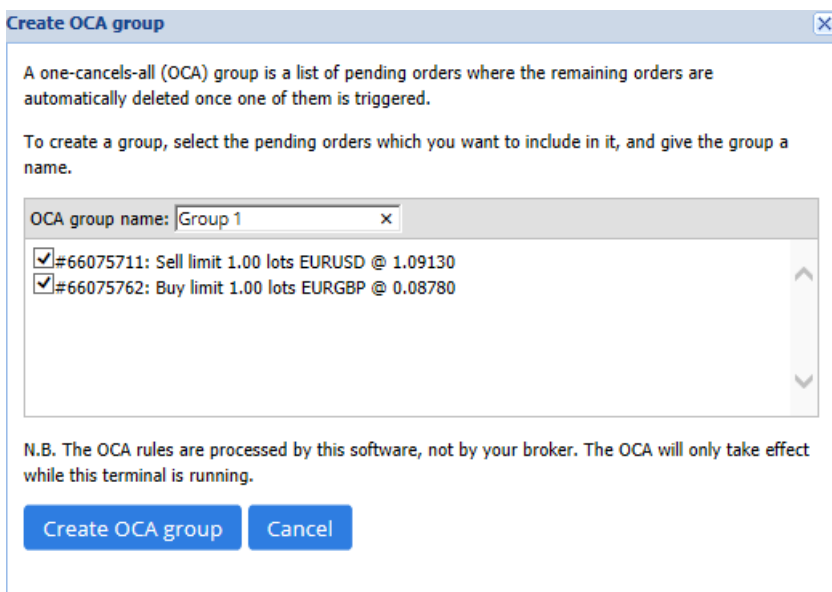 Create OCA group
A one-cancels-all (OCA) group is a list of pending orders where the remaining orders are
automatically deleted once one of them is triggered.
To create a group, select the pending orders which you want to include in it, and give the group a
name.
OCA group name: Group 1
#66075711: Sell limit 1.00 lots EURUSD @ 1.09130
#66075762: Buy limit 1.00 lots EURGBP @ 0.08780
N.B. The OCA rules are processed by this software, not by your broker. The OCA will only take effect
while this terminal is running.
Create OCA group Cancel